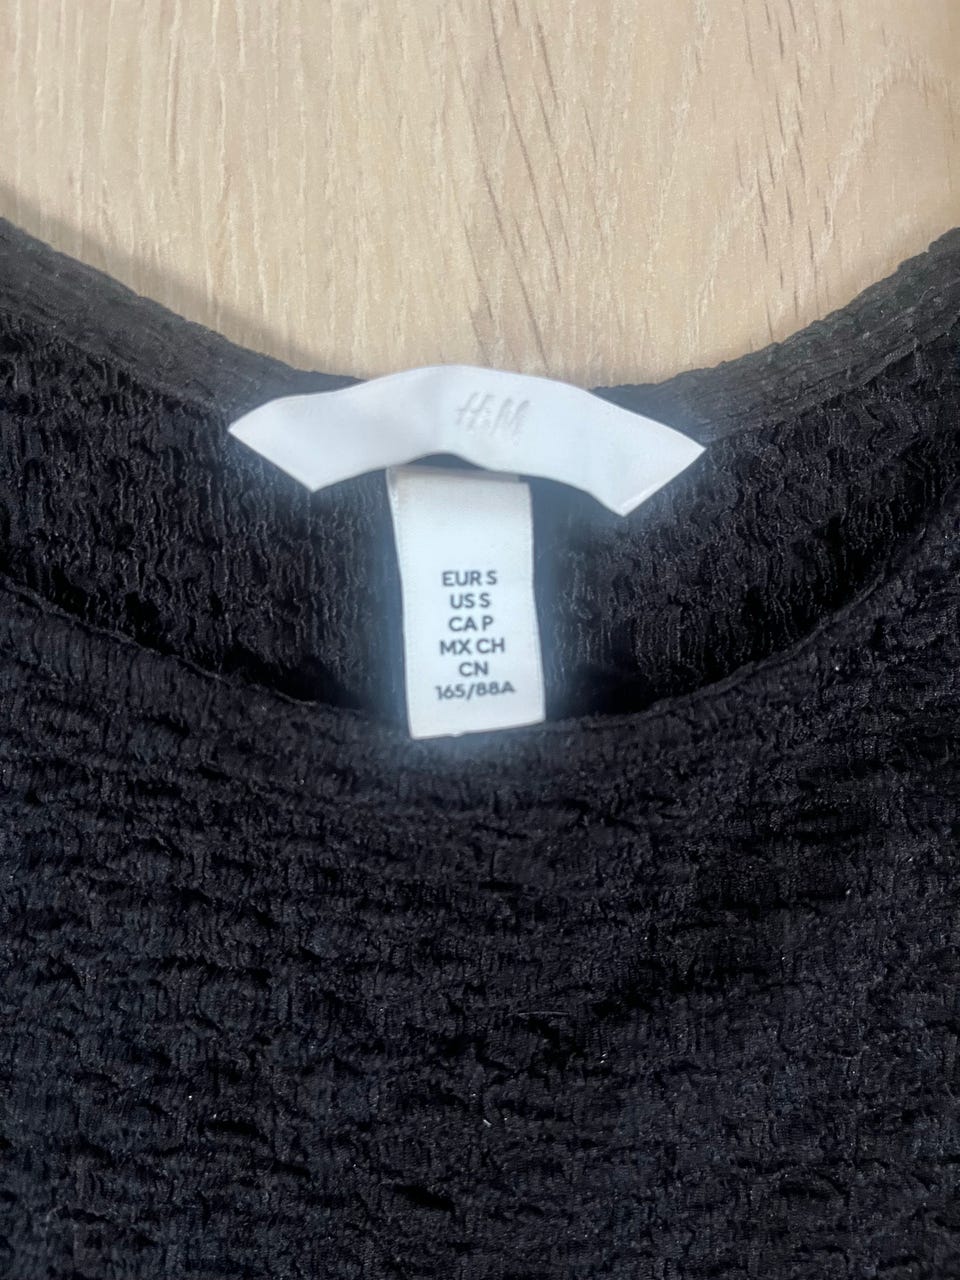 H&M
EUR S
US S
CA P
MX CH
CN
165/88A